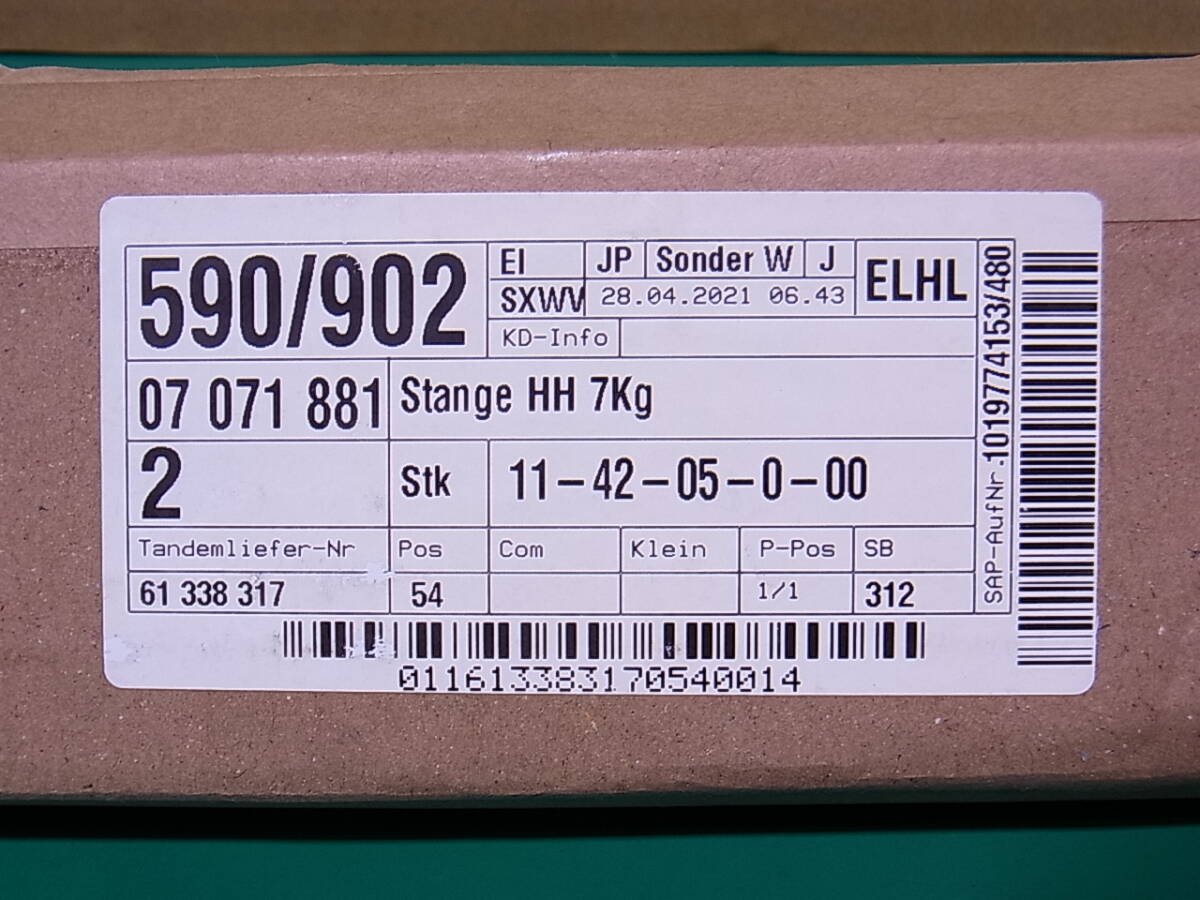 590/902
EI JP Sonder W J
ELHL
SXWV 28.04.2021 06.43
KD-Info
07 071 881 Stange HH 7Kg
2 Stk 11-42-05-0-00
Tandemliefer-Nr Pos Com Klein P-Pos SB
61 338 317 54 1/1 312
011613383170540014
SAP-AufNr.1019774153/480